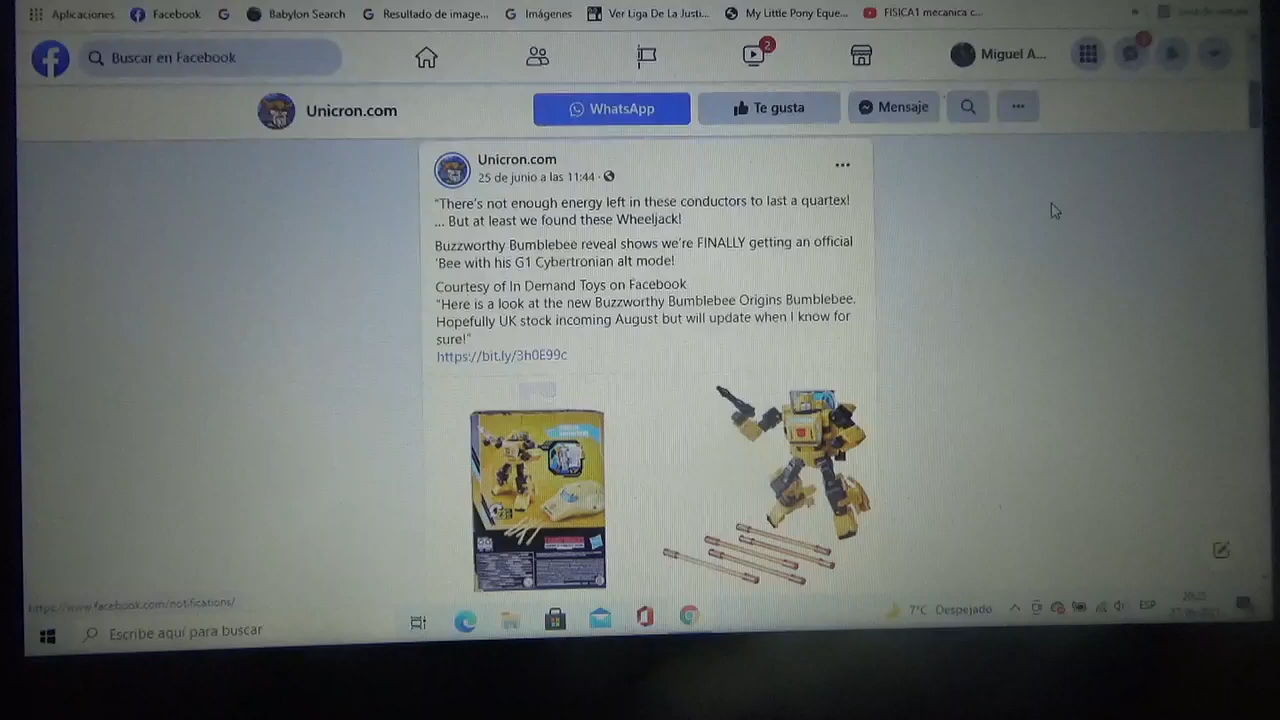 Aplicaciones Facebook Babylon Search Resultado de image... Imágenes Ver Liga De La Justi... My Little Pony Eque... FISICA1 mecanica c...
Buscar en Facebook 2 Miguel A...
Unicron.com WhatsApp Te gusta Mensaje
Unicron.com
25 de junio a las 11:44
"There's not enough energy left in these conductors to last a quartex!
... But at least we found these Wheeljack!
Buzzworthy Bumblebee reveal shows we're FINALLY getting an official
'Bee with his G1 Cybertronian alt mode!
Courtesy of In Demand Toys on Facebook
"Here is a look at the new Buzzworthy Bumblebee Origins Bumblebee.
Hopefully UK stock incoming August but will update when I know for
sure!"
https://bit.ly/3h0E99c
https://www.facebook.com/notifications/
Escribe aquí para buscar 7°C Despejado ESP